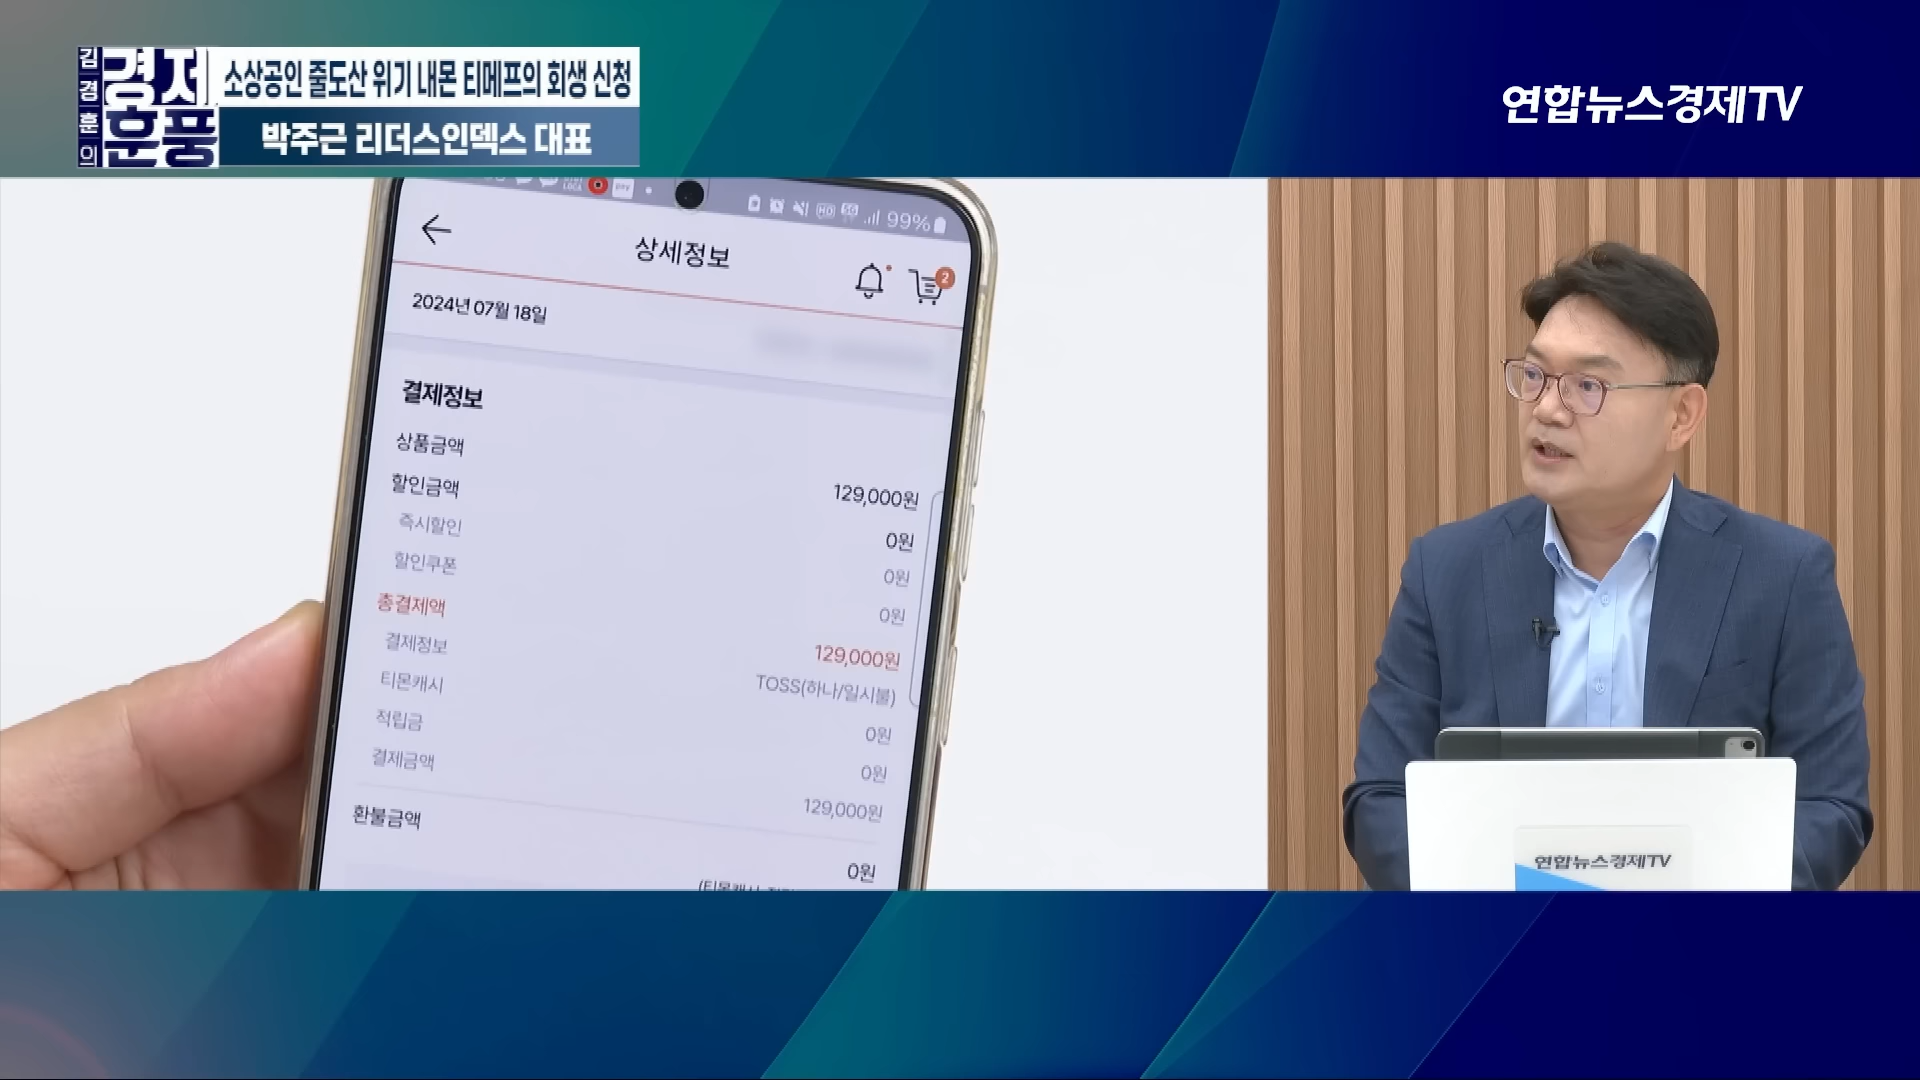 김경훈의
경제
훈풍
소상공인 줄도산 위기 내몬 티메프의 회생 신청
박주근 리더스인덱스 대표
연합뉴스경제TV
pay
HD
5G
99%
상세정보
2
2024년 07월 18일
결제정보
상품금액
129,000원
할인금액
0원
즉시할인
0원
할인쿠폰
0원
총결제액
129,000원
결제정보
TOSS(하나/일시불)
티몬캐시
0원
적립금
0원
결제금액
129,000원
환불금액
0원
연합뉴스경제TV